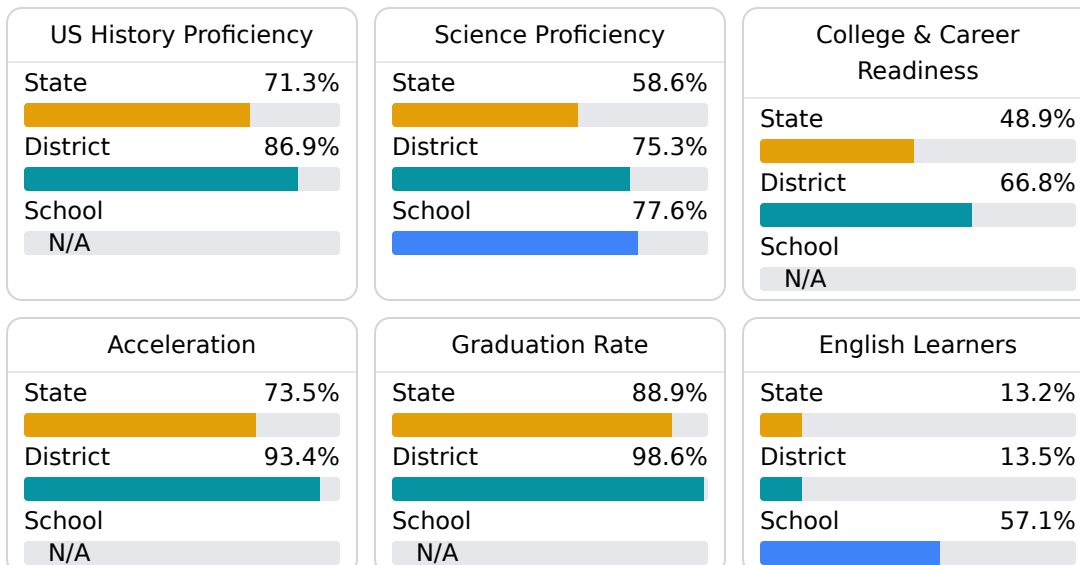 US History Proficiency
State 71.3%
District 86.9%
School
N/A
Science Proficiency
State 58.6%
District 75.3%
School 77.6%
College & Career
Readiness
State 48.9%
District 66.8%
School
N/A
Acceleration
State 73.5%
District 93.4%
School
N/A
Graduation Rate
State 88.9%
District 98.6%
School
N/A
English Learners
State 13.2%
District 13.5%
School 57.1%